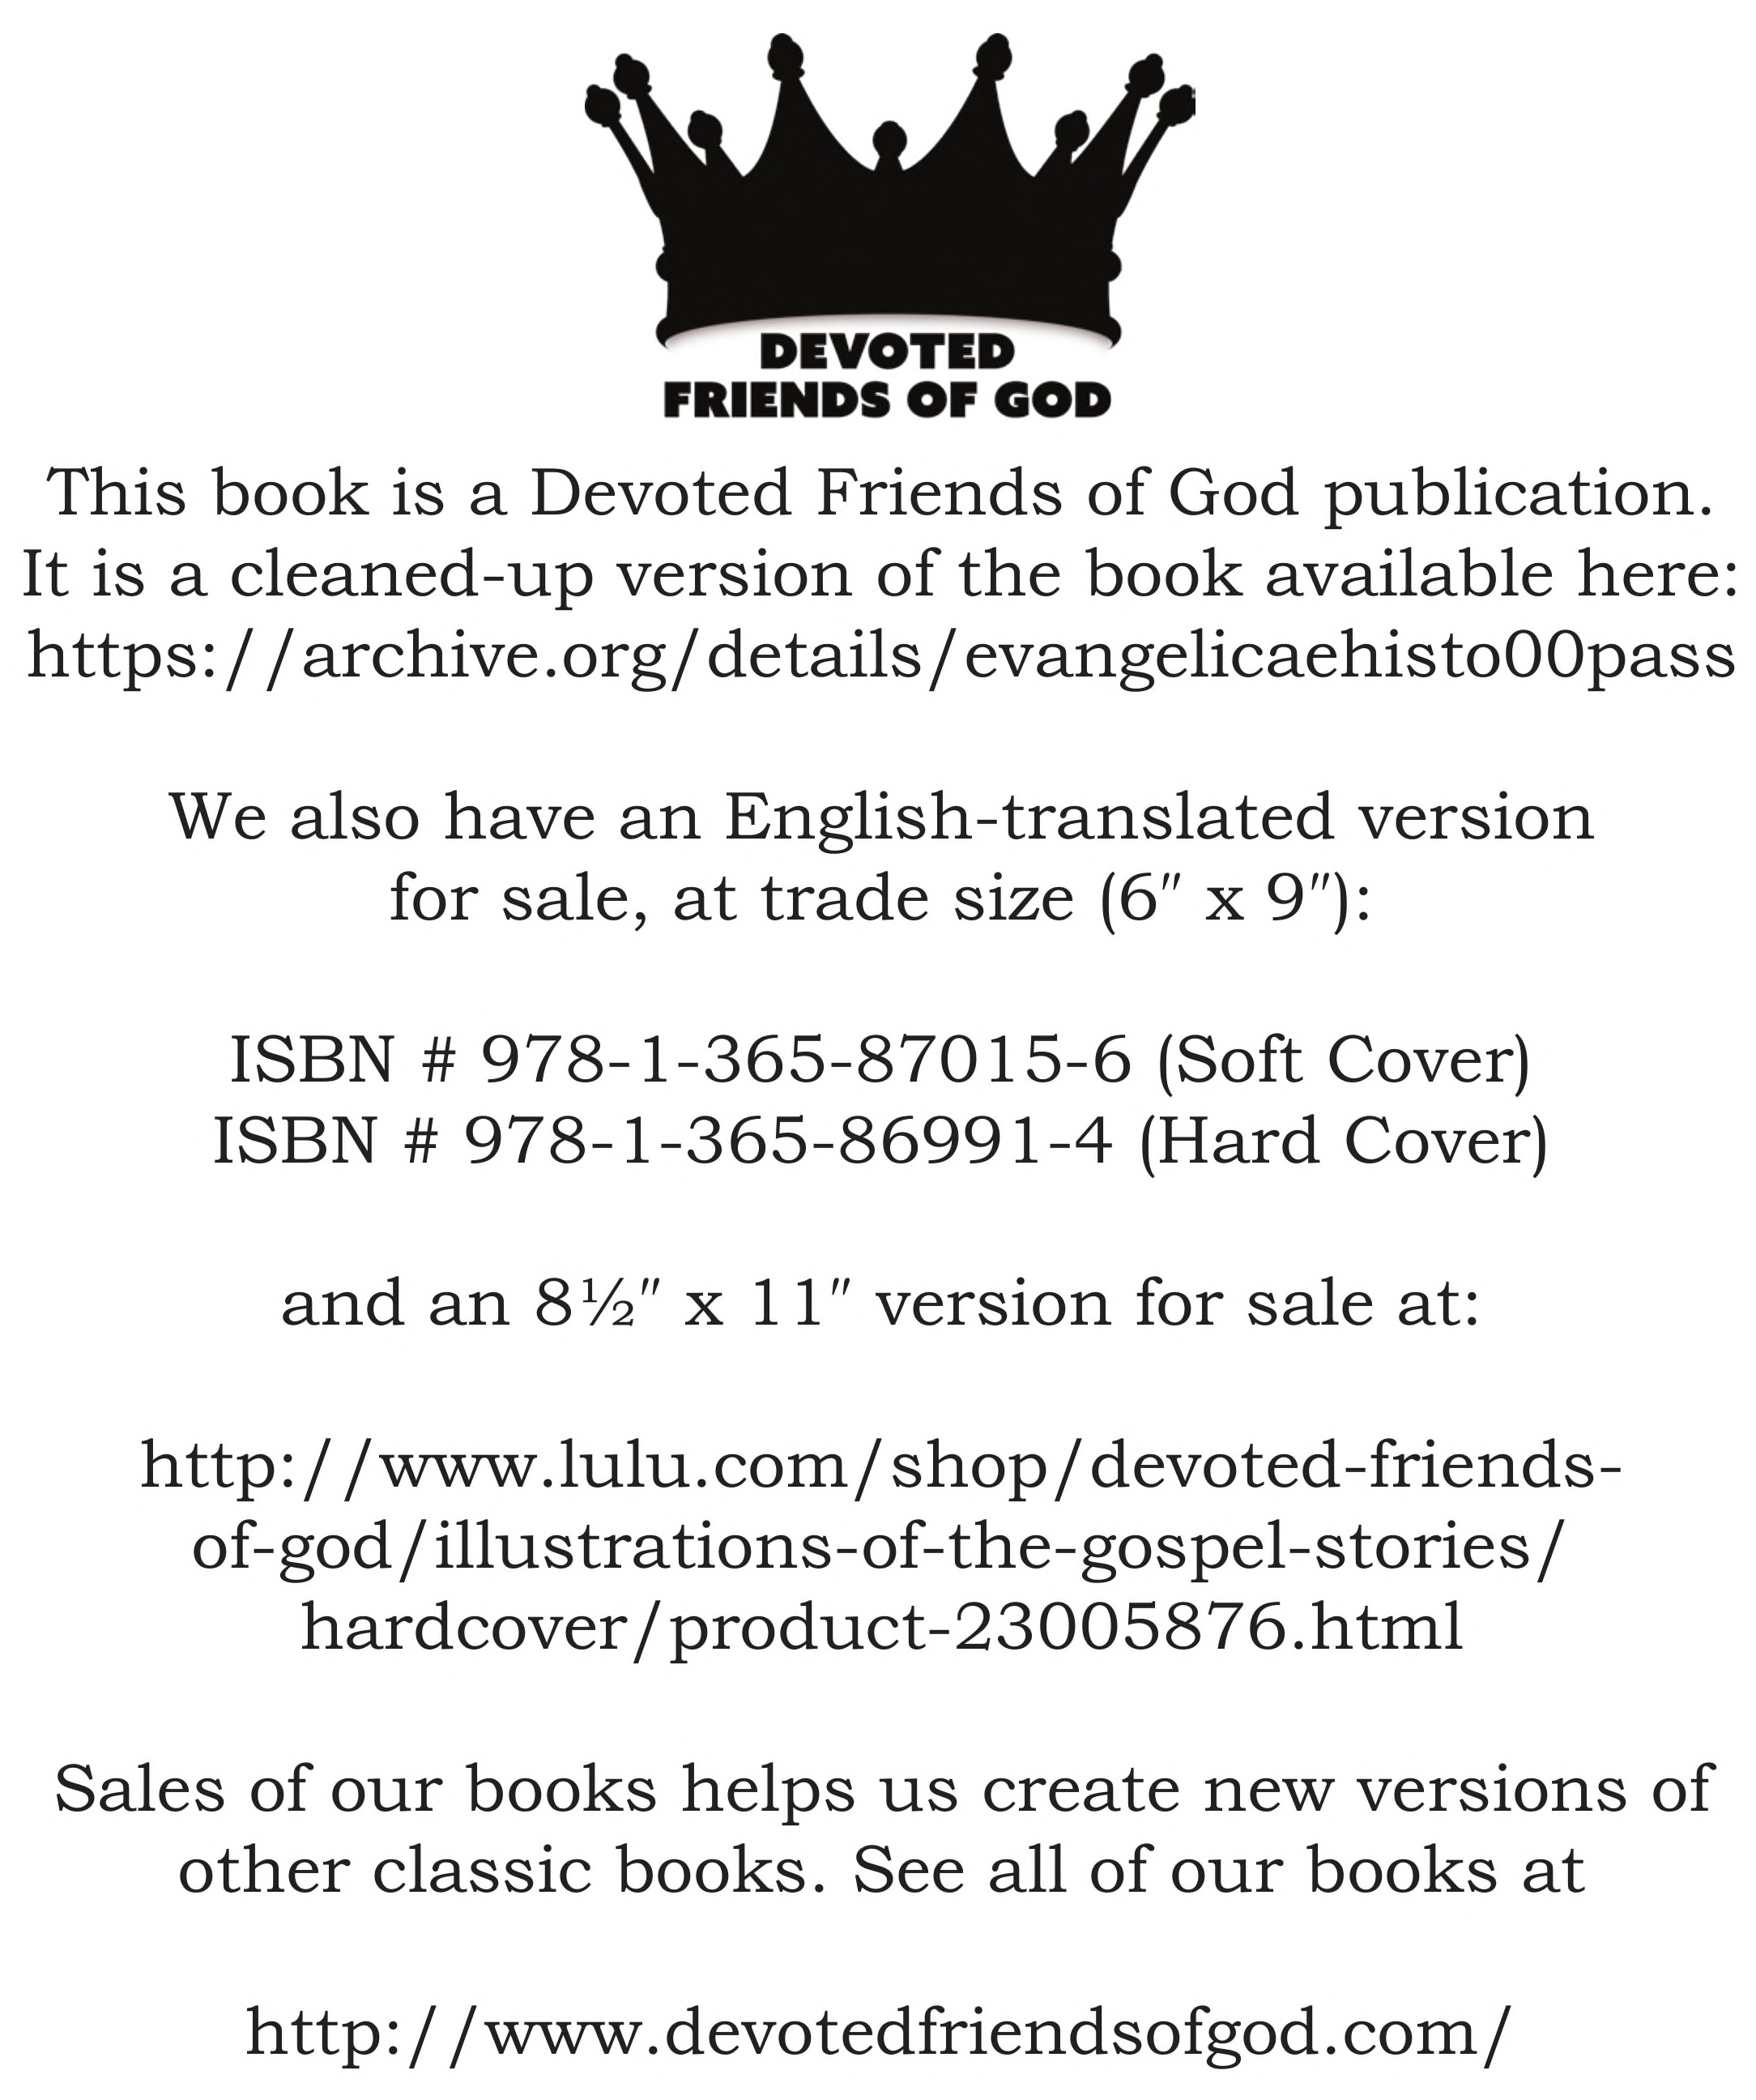 DEVOTED
FRIENDS OF GOD
This book is a Devoted Friends of God publication.
It is a cleaned-up version of the book available here:
https://archive.org/details/evangelicaehisto00pass
We also have an English-translated version
for sale, at trade size (6″ x 9″):
ISBN # 978-1-365-87015-6 (Soft Cover)
ISBN # 978-1-365-86991-4 (Hard Cover)
and an 8½″ x 11″ version for sale at:
http://www.lulu.com/shop/devoted-friends-
of-god/illustrations-of-the-gospel-stories/
hardcover/product-23005876.html
Sales of our books helps us create new versions of
other classic books. See all of our books at
http://www.devotedfriendsofgod.com/